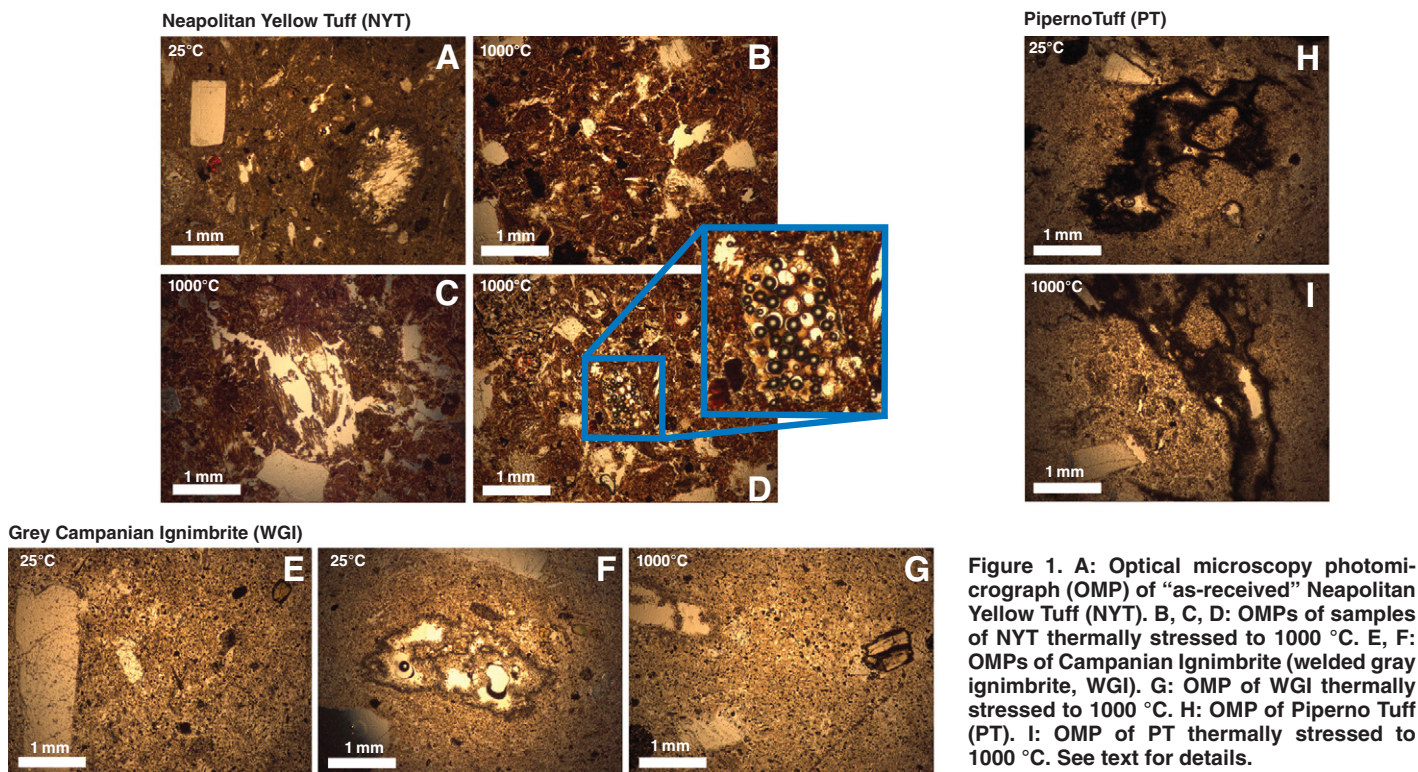 Neapolitan Yellow Tuff (NYT)
PipernoTuff (PT)
25°C
A
1 mm
1000°C
B
1000°C
C
1 mm
1000°C
D
25°C
H
1 mm
1000°C
I
1 mm
Grey Campanian Ignimbrite (WGI)
25°C
E
1 mm
25°C
F
1 mm
1000°C
G
1 mm
Figure 1. A: Optical microscopy photomi-
crograph (OMP) of “as-received” Neapolitan
Yellow Tuff (NYT). B, C, D: OMPs of samples
of NYT thermally stressed to 1000 °C. E, F:
OMPs of Campanian Ignimbrite (welded gray
ignimbrite, WGI). G: OMP of WGI thermally
stressed to 1000 °C. H: OMP of Piperno Tuff
(PT). I: OMP of PT thermally stressed to
1000 °C. See text for details.